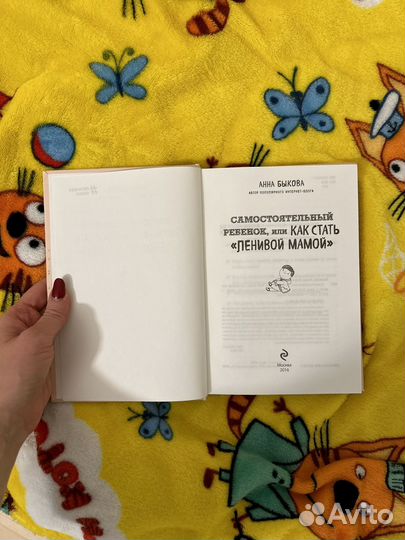 АННА БЫКОВА
АВТОР ПОПУЛЯРНОГО ИНТЕРНЕТ-БЛОГА
САМОСТОЯТЕЛЬНЫЙ
РЕБЕНОК, ИЛИ КАК СТАТЬ
«ЛЕНИВОЙ МАМОЙ»
Москва
2016
Avito